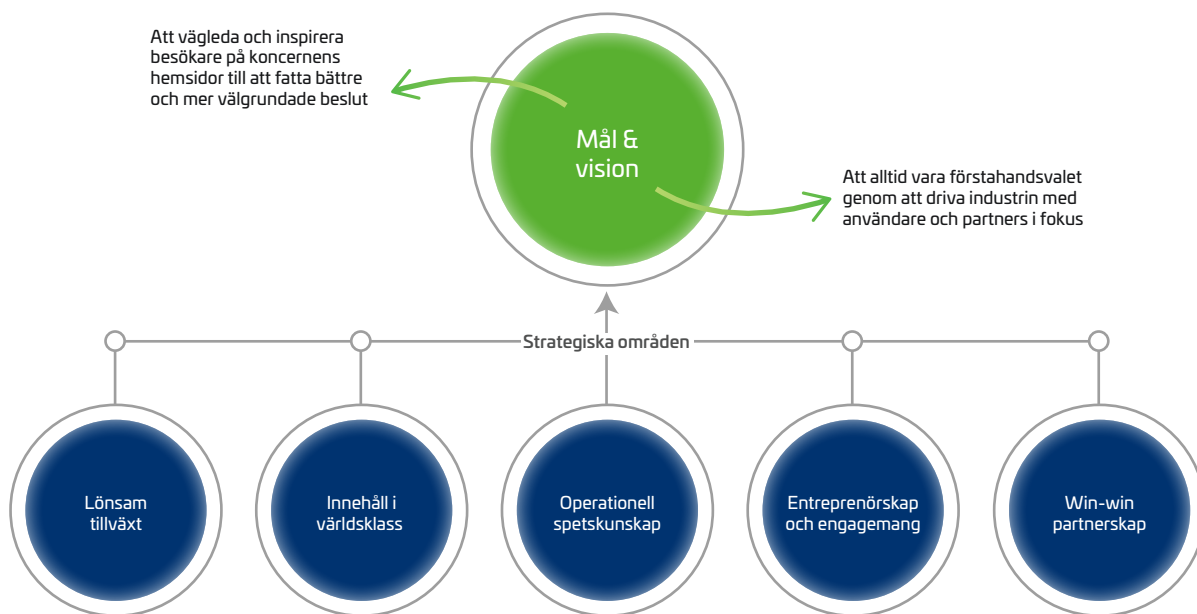 Att vägleda och inspirera
besökare på koncernens
hemsidor till att fatta bättre
och mer välgrundade beslut
Mål &
vision
Att alltid vara förstahandsvalet
genom att driva industrin med
användare och partners i fokus
Strategiska områden
Lönsam
tillväxt
Innehåll i
världsklass
Operationell
spetskunskap
Entreprenörskap
och engagemang
Win-win
partnerskap